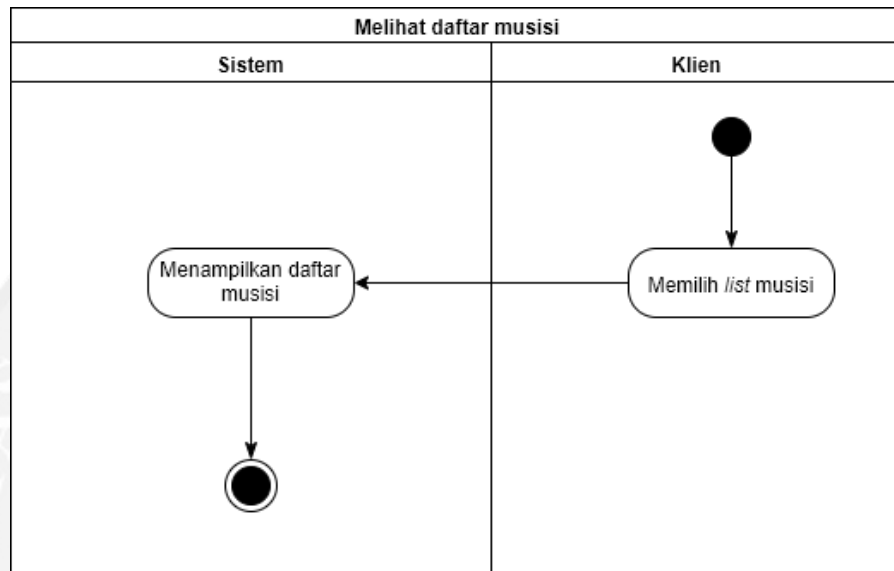 Melihat daftar musisi
Sistem
Klien
Menampilkan daftar
musisi
Memilih list musisi